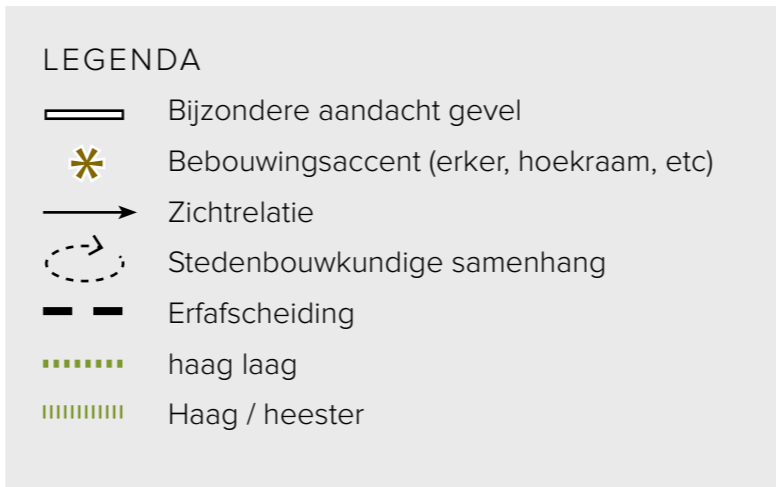 LEGENDA
Bijzondere aandacht gevel
Bebouwingsaccent (erker, hoekraam, etc)
Zichtrelatie
Stedenbouwkundige samenhang
Erfafscheiding
haag laag
Haag / heester